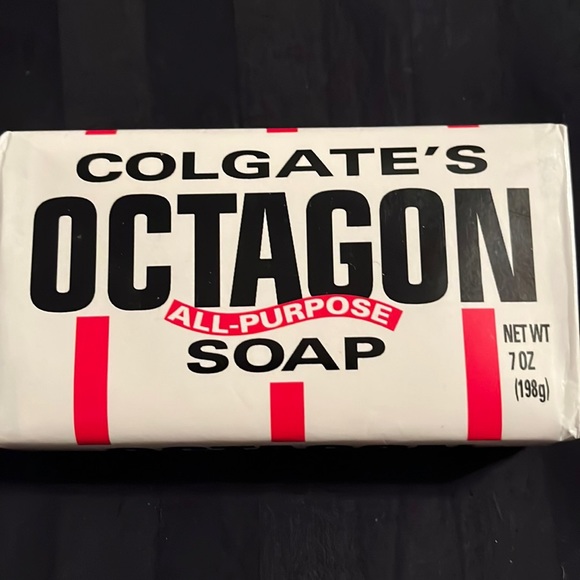 COLGATE'S
OCTAGON
ALL-PURPOSE
SOAP
NET WT
7 OZ
(198g)